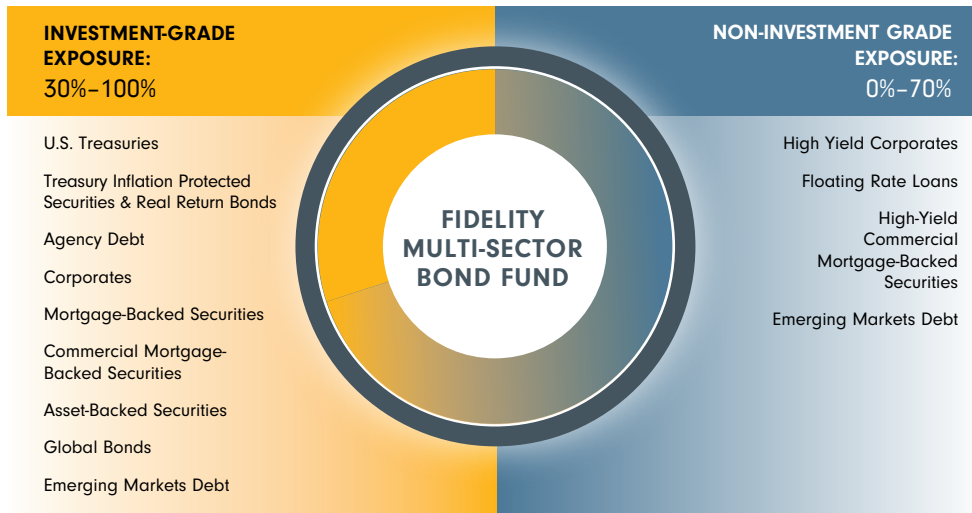 INVESTMENT-GRADE
EXPOSURE:
30%–100%
U.S. Treasuries
Treasury Inflation Protected
Securities & Real Return Bonds
Agency Debt
Corporates
Mortgage-Backed Securities
Commercial Mortgage-
Backed Securities
Asset-Backed Securities
Global Bonds
Emerging Markets Debt
FIDELITY
MULTI-SECTOR
BOND FUND
NON-INVESTMENT GRADE
EXPOSURE:
0%–70%
High Yield Corporates
Floating Rate Loans
High-Yield
Commercial
Mortgage-Backed
Securities
Emerging Markets Debt